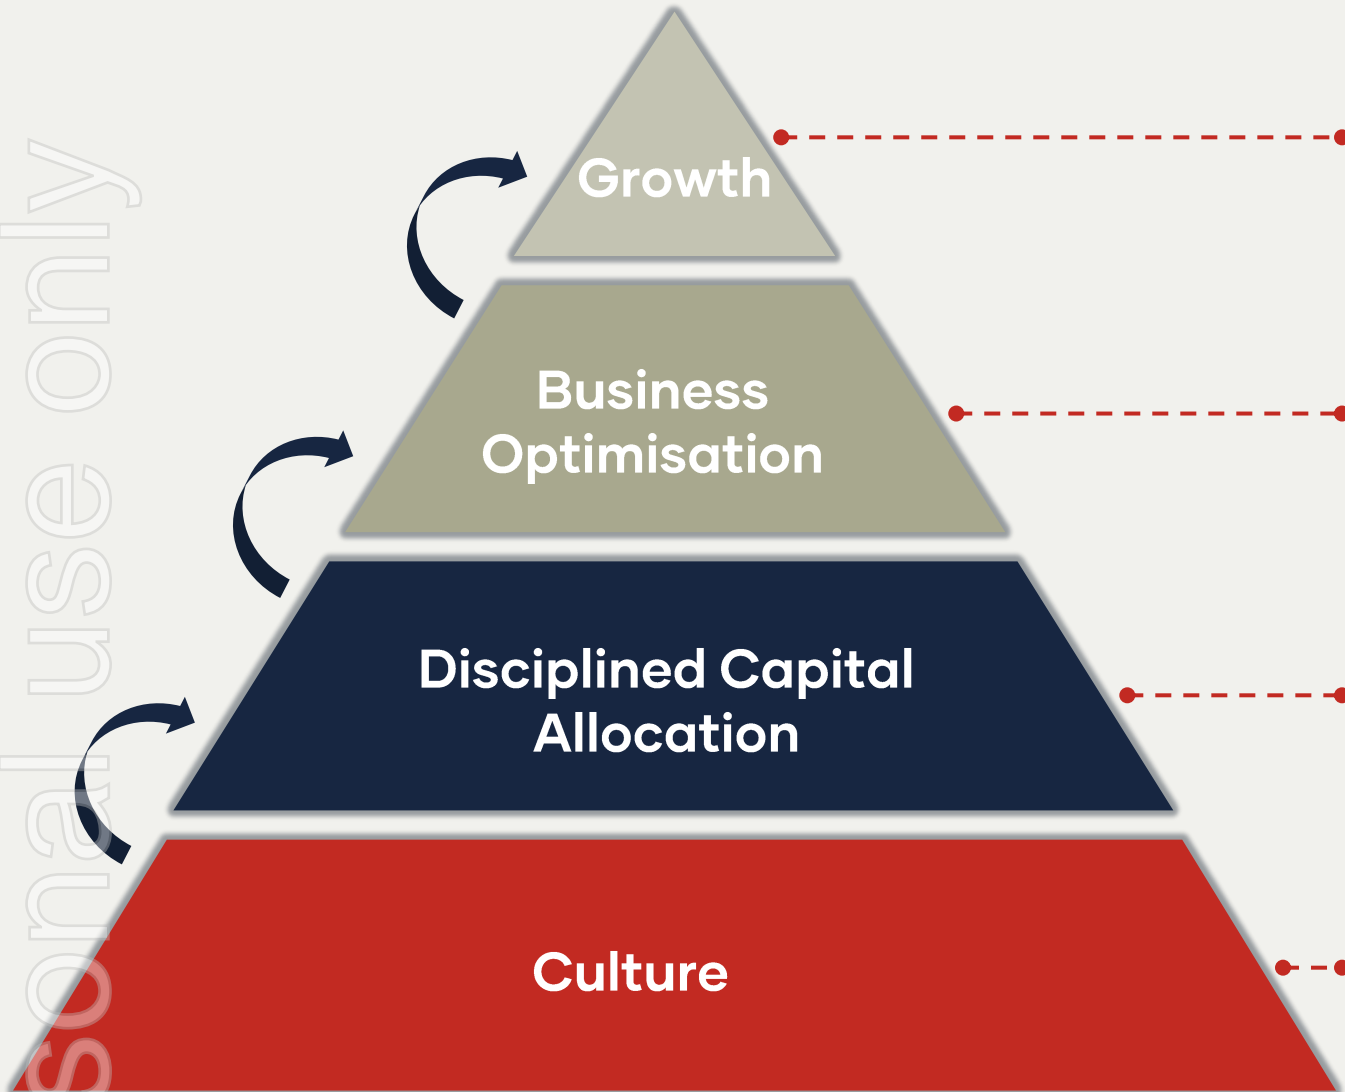 Growth
Business
Optimisation
Disciplined Capital
Allocation
Culture
sonal use only